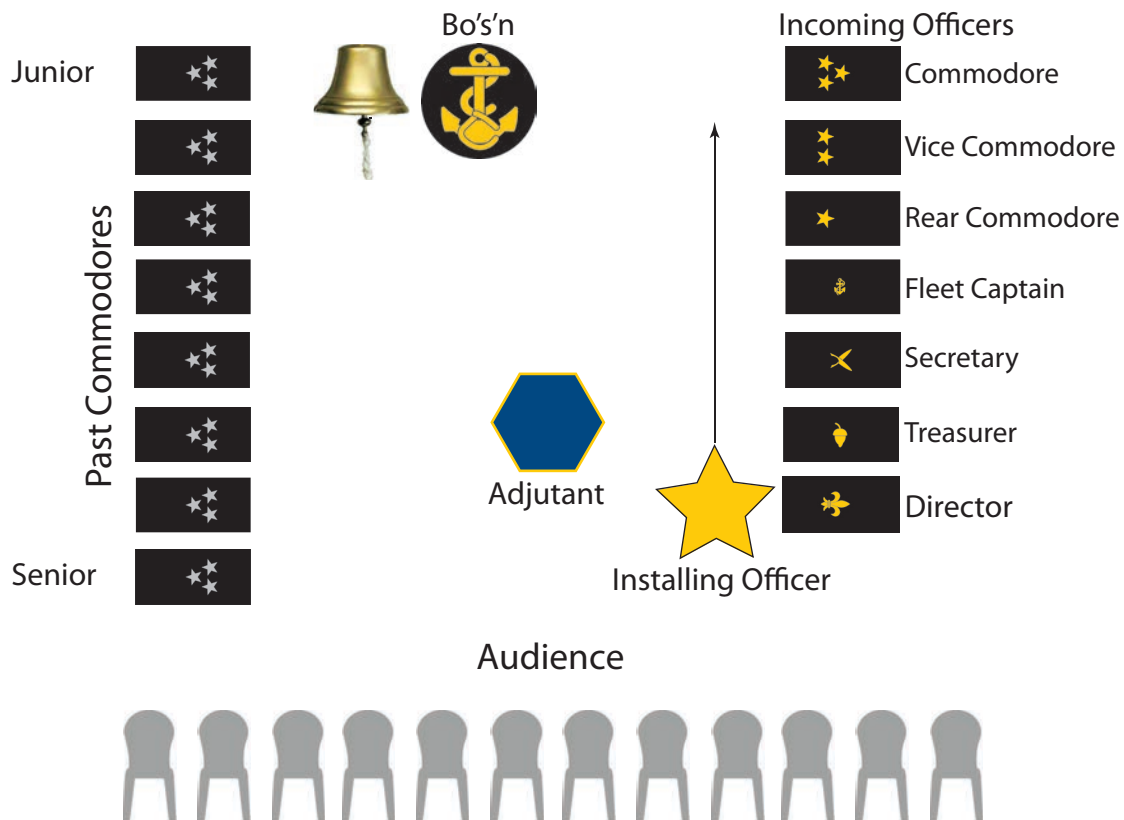 Bo's'n
Incoming Officers
Junior
Commodore
Vice Commodore
Rear Commodore
Past Commodores
Fleet Captain
Secretary
Treasurer
Adjutant
Director
Senior
Installing Officer
Audience